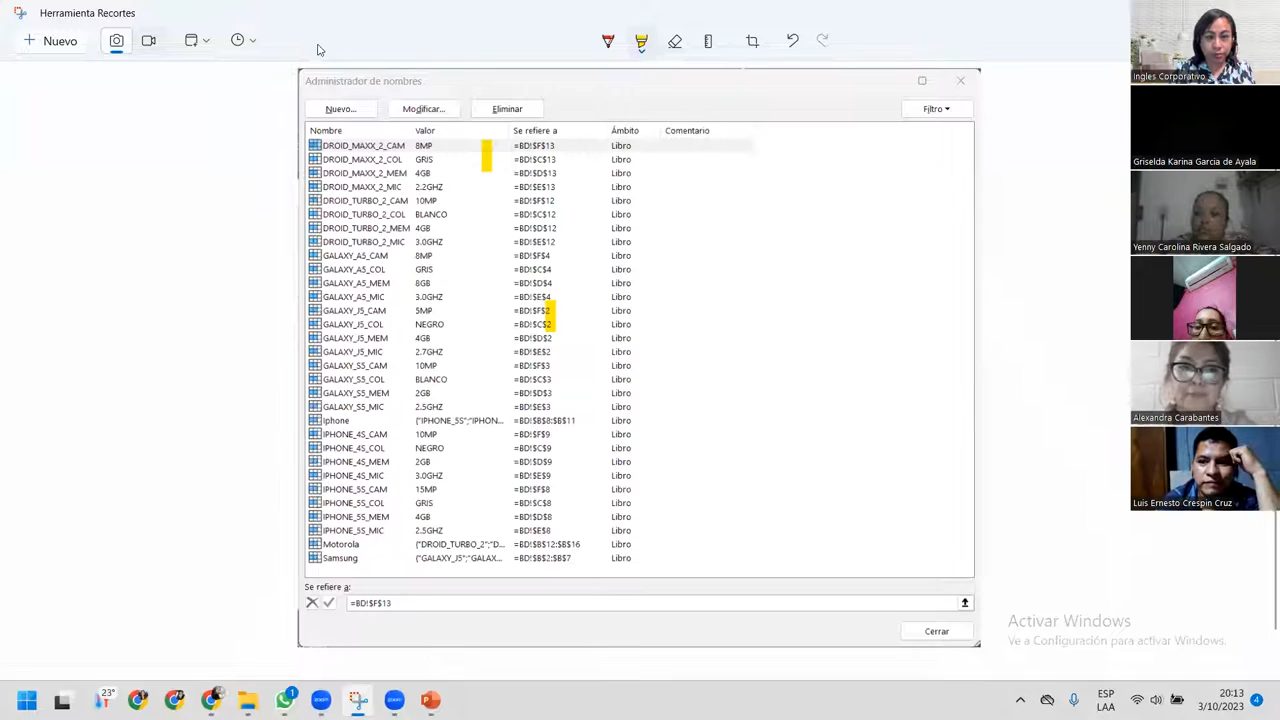 Herramienta Recortes
Nuevo
Administrador de nombres
Nuevo... Modificar... Eliminar Filtro
Nombre Valor Se refiere a Ámbito Comentario
DROID_MAXX_2_CAM 8MP =BD!$F$13 Libro
DROID_MAXX_2_COL GRIS =BD!$C$13 Libro
DROID_MAXX_2_MEM 4GB =BD!$D$13 Libro
DROID_MAXX_2_MIC 2.2GHZ =BD!$E$13 Libro
DROID_TURBO_2_CAM 10MP =BD!$F$12 Libro
DROID_TURBO_2_COL BLANCO =BD!$C$12 Libro
DROID_TURBO_2_MEM 4GB =BD!$D$12 Libro
DROID_TURBO_2_MIC 3.0GHZ =BD!$E$12 Libro
GALAXY_A5_CAM 8MP =BD!$F$4 Libro
GALAXY_A5_COL GRIS =BD!$C$4 Libro
GALAXY_A5_MEM 8GB =BD!$D$4 Libro
GALAXY_A5_MIC 3.0GHZ =BD!$E$4 Libro
GALAXY_J5_CAM 5MP =BD!$F$2 Libro
GALAXY_J5_COL NEGRO =BD!$C$2 Libro
GALAXY_J5_MEM 4GB =BD!$D$2 Libro
GALAXY_J5_MIC 2.7GHZ =BD!$E$2 Libro
GALAXY_S5_CAM 10MP =BD!$F$3 Libro
GALAXY_S5_COL BLANCO =BD!$C$3 Libro
GALAXY_S5_MEM 2GB =BD!$D$3 Libro
GALAXY_S5_MIC 2.5GHZ =BD!$E$3 Libro
Iphone {"IPHONE_5S";"IPHON... =BD!$B$8:$B$11 Libro
IPHONE_4S_CAM 10MP =BD!$F$9 Libro
IPHONE_4S_COL NEGRO =BD!$C$9 Libro
IPHONE_4S_MEM 2GB =BD!$D$9 Libro
IPHONE_4S_MIC 3.0GHZ =BD!$E$9 Libro
IPHONE_5S_CAM 15MP =BD!$F$8 Libro
IPHONE_5S_COL GRIS =BD!$C$8 Libro
IPHONE_5S_MEM 4GB =BD!$D$8 Libro
IPHONE_5S_MIC 2.5GHZ =BD!$E$8 Libro
Motorola {"DROID_TURBO_2";"D... =BD!$B$12:$B$16 Libro
Samsung {"GALAXY_J5";"GALAX... =BD!$B$2:$B$7 Libro
Se refiere a:
=BD!$F$13
Cerrar
Ingles Corporativo
Griselda Karina Garcia de Ayala
Yenny Carolina Rivera Salgado
Alexandra Carabantes
Luis Ernesto Crespin Cruz
Activar Windows
Ve a Configuración para activar Windows.
23°
1
ESP
LAA
20:13
3/10/2023
4